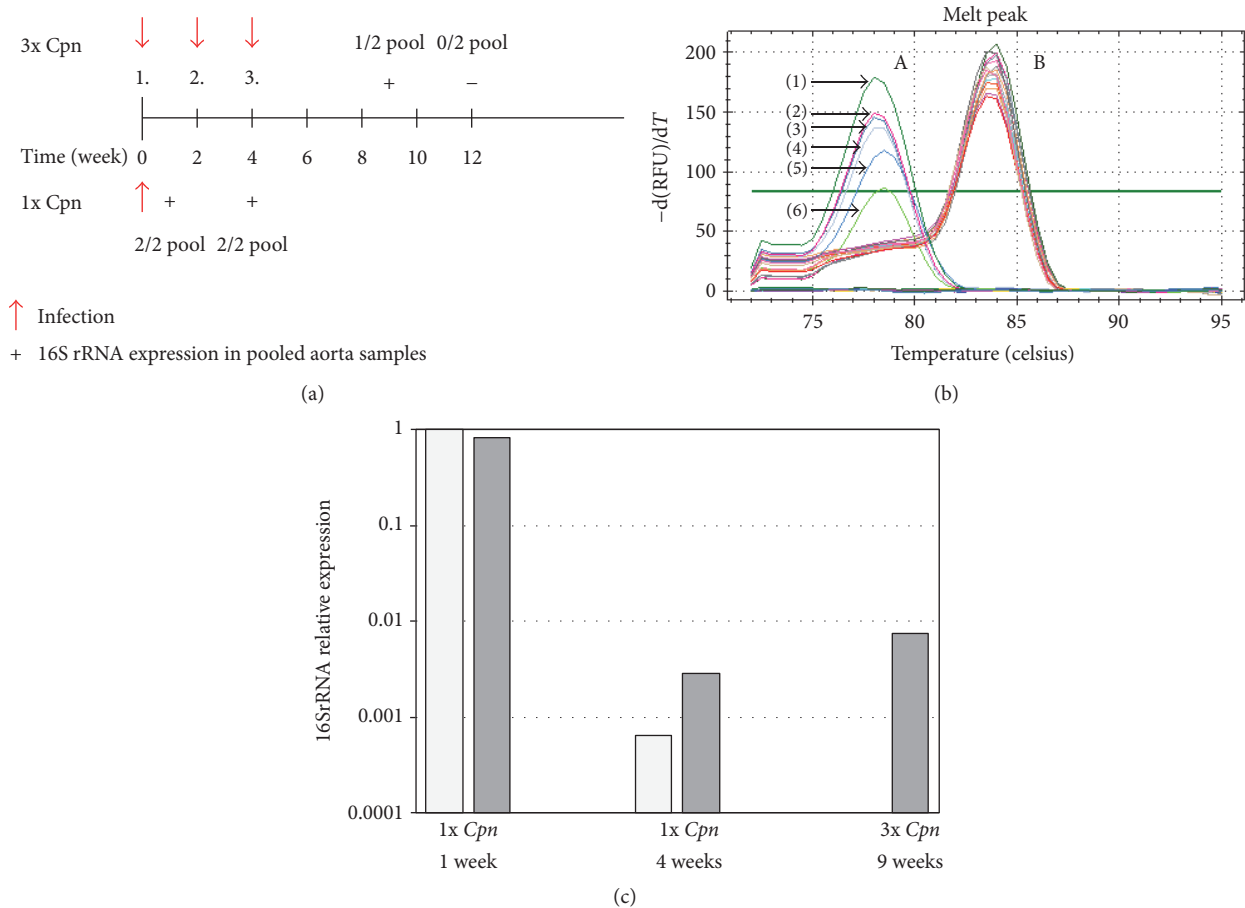 3x Cpn
1/2 pool 0/2 pool
1. 2. 3. + −
Time (week) 0 2 4 6 8 10 12
1x Cpn + +
2/2 pool 2/2 pool
Infection
+ 16S rRNA expression in pooled aorta samples
(a)
Melt peak
200
150
100
50
0
−d(RFU)/dT
A
B
(1)
(2)
(3)
(4)
(5)
(6)
75 80 85 90 95
Temperature (celsius)
(b)
1
0.1
0.01
0.001
0.0001
16SrRNA relative expression
1x Cpn 1x Cpn 3x Cpn
1 week 4 weeks 9 weeks
(c)